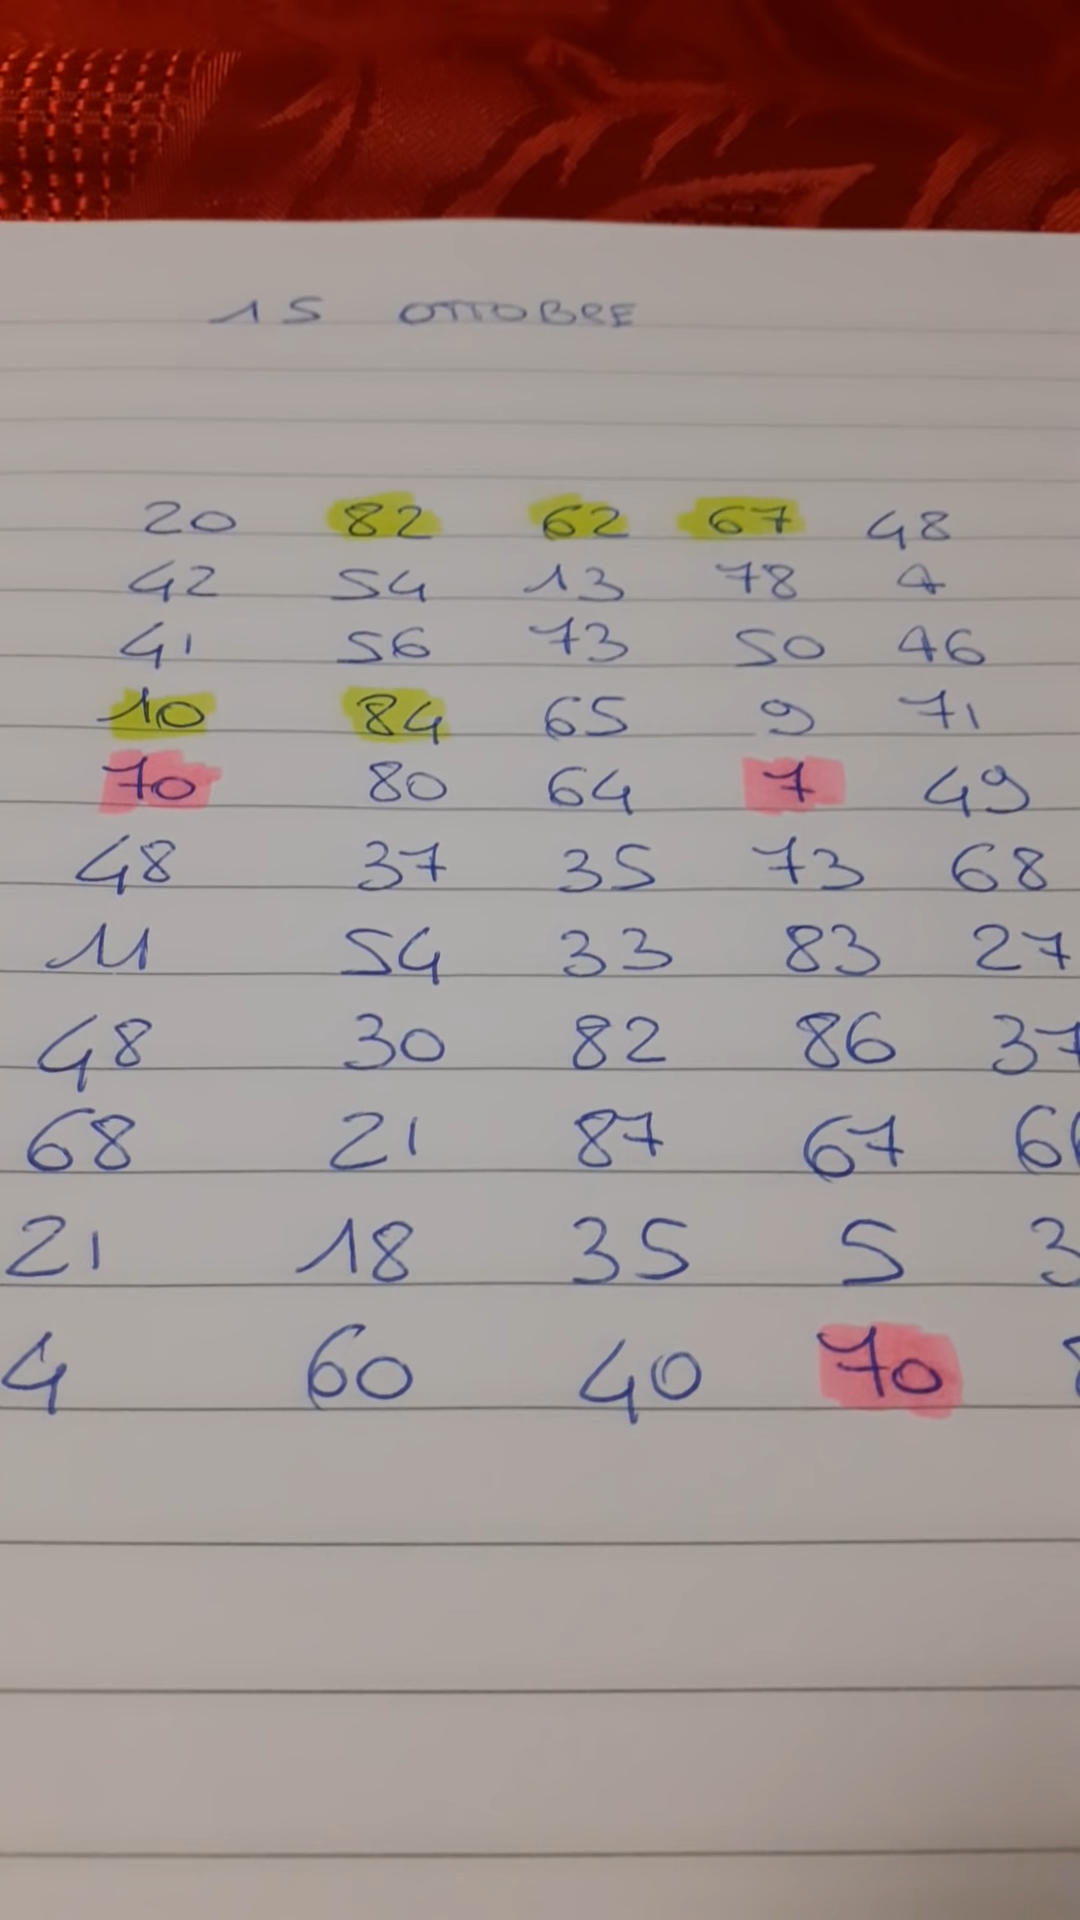 15 OTTOBRE
20 82 62 67 48
42 54 13 78 4
41 56 73 50 46
10 84 65 9 71
70 80 64 7 49
48 37 35 73 68
11 54 33 83 27
48 30 82 86 37
68 21 87 67
21 18 35 5
4 60 40 70